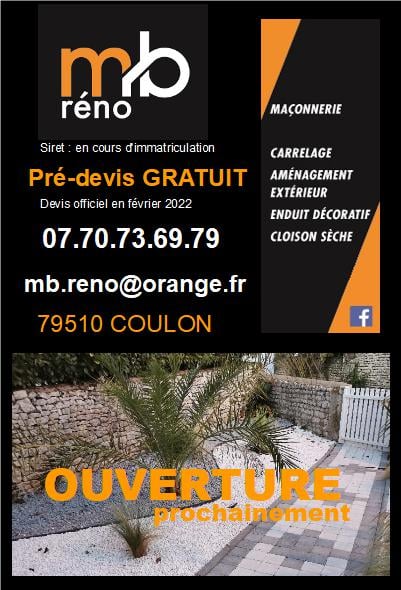 mb
réno
Siret : en cours d'immatriculation
Pré-devis GRATUIT
Devis officiel en février 2022
07.70.73.69.79
mb.reno@orange.fr
79510 COULON
MAÇONNERIE
CARRELAGE
AMÉNAGEMENT
EXTÉRIEUR
ENDUIT DÉCORATIF
CLOISON SÈCHE
f
OUVERTURE
prochainement